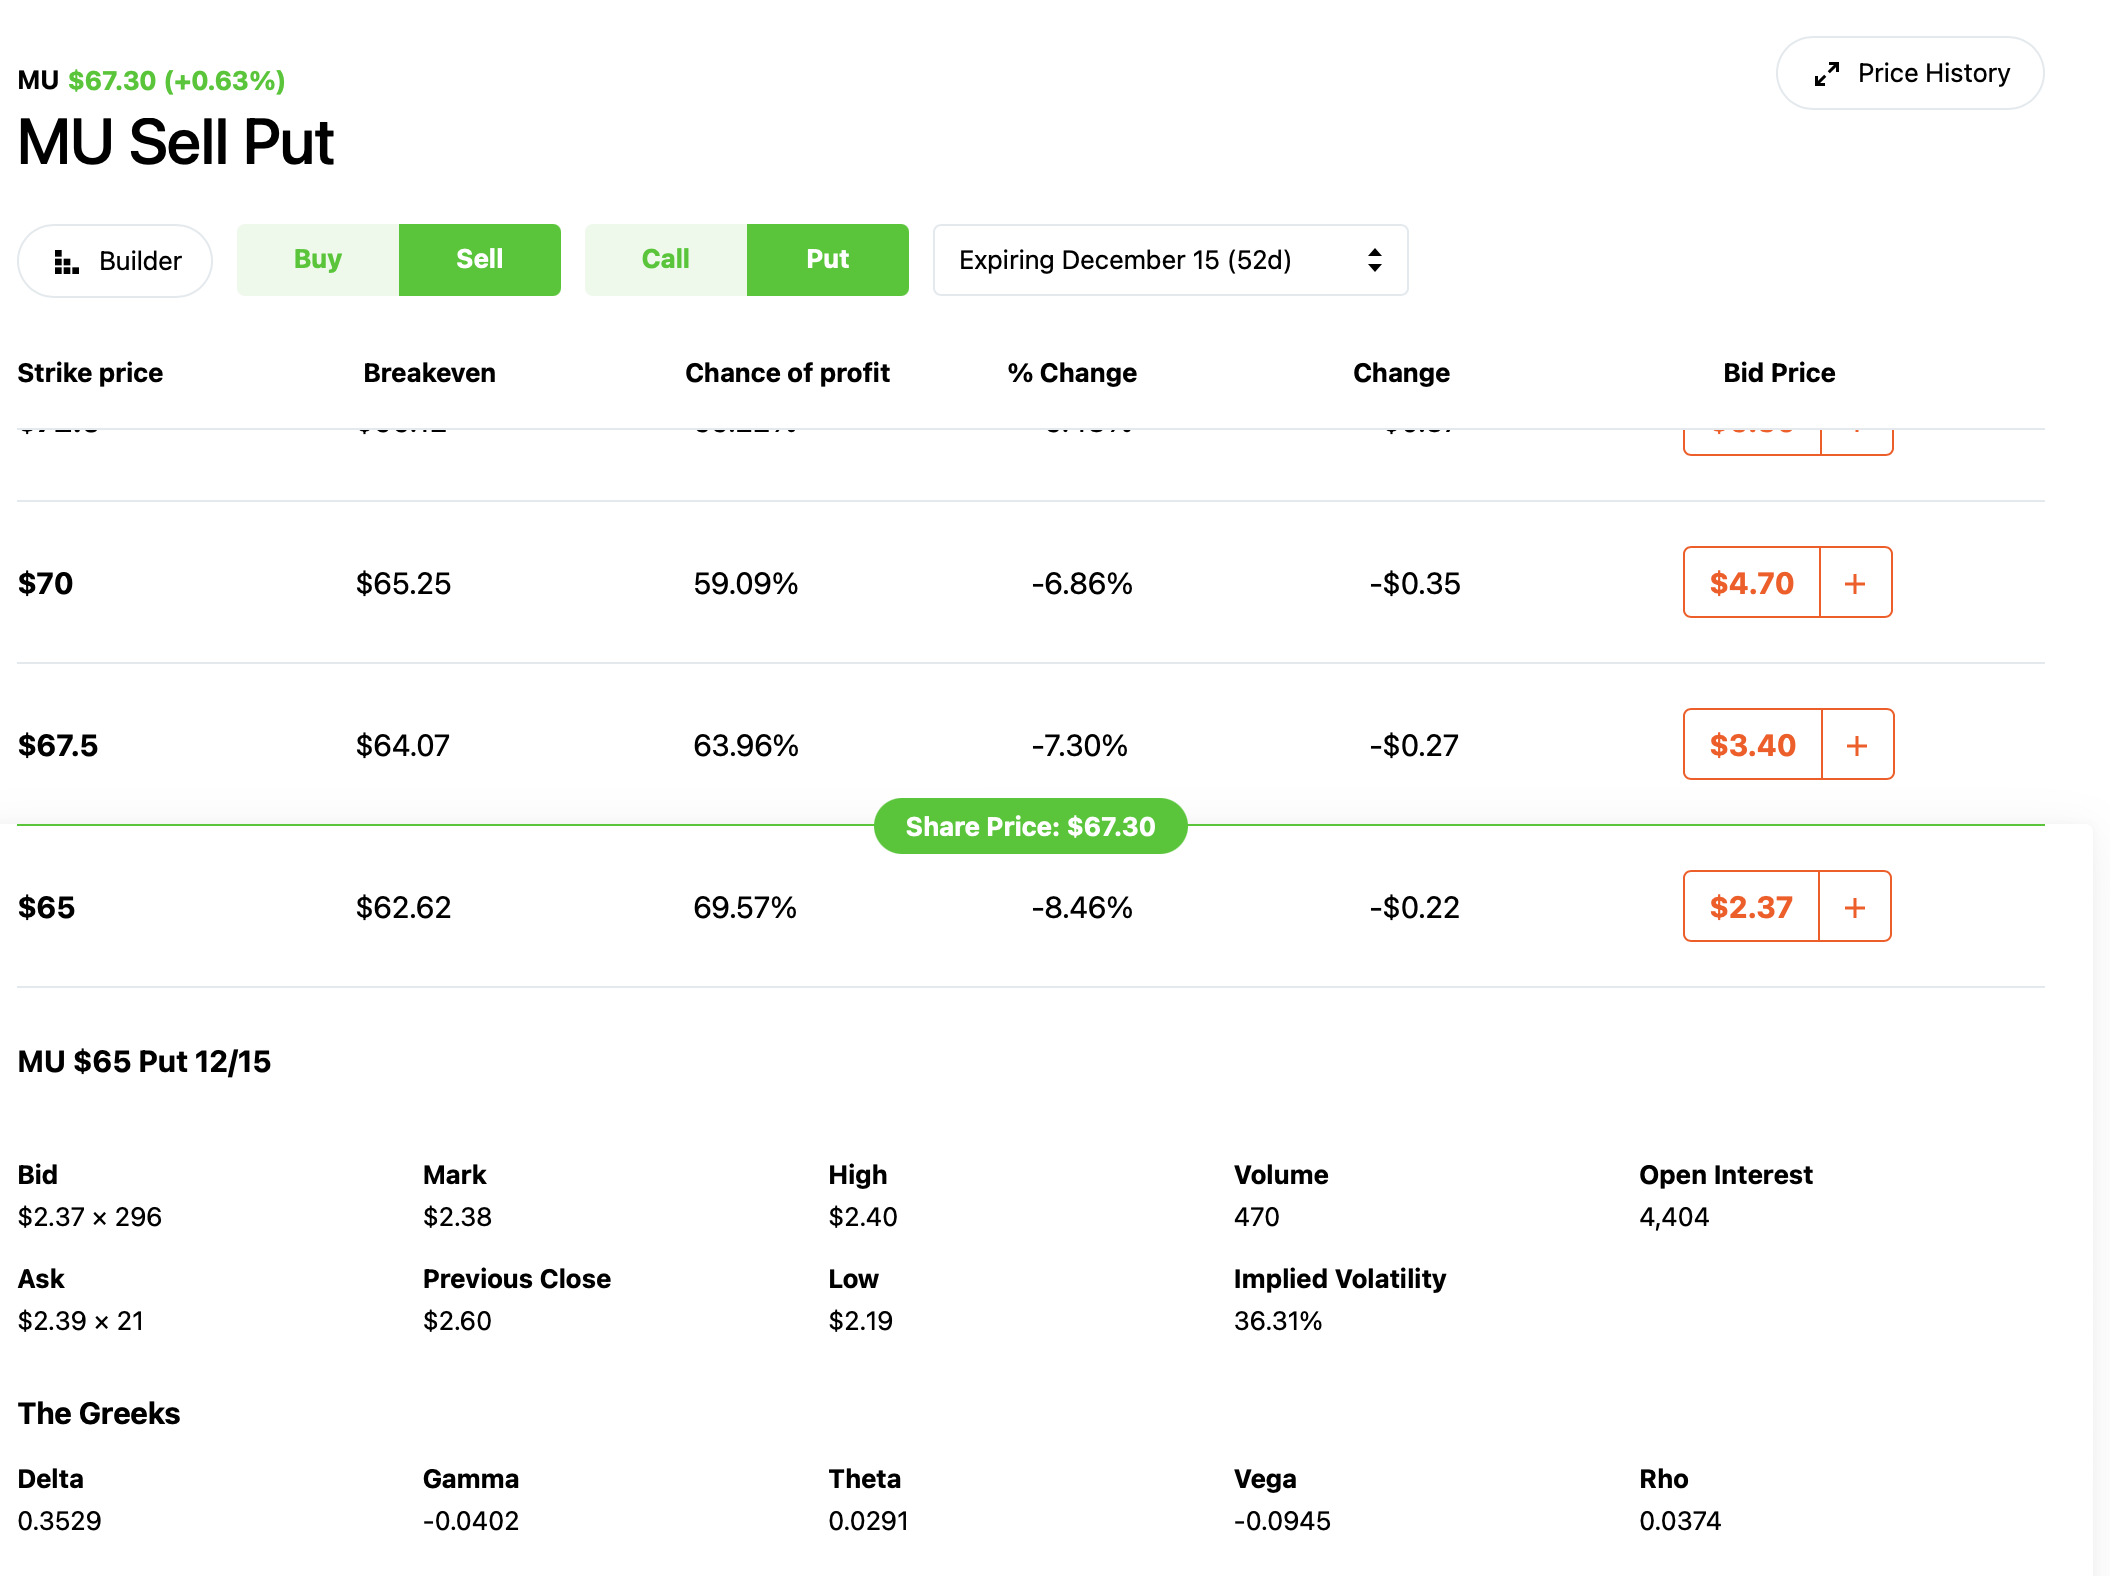 MU $67.30 (+0.63%)
Price History
MU Sell Put
Builder Buy Sell Call Put Expiring December 15 (52d)
Strike price Breakeven Chance of profit % Change Change Bid Price
$70 $65.25 59.09% -6.86% -$0.35 $4.70 +
$67.5 $64.07 63.96% -7.30% -$0.27 $3.40 +
Share Price: $67.30
$65 $62.62 69.57% -8.46% -$0.22 $2.37 +
MU $65 Put 12/15
Bid Mark High Volume Open Interest
$2.37 × 296 $2.38 $2.40 470 4,404
Ask Previous Close Low Implied Volatility
$2.39 × 21 $2.60 $2.19 36.31%
The Greeks
Delta Gamma Theta Vega Rho
0.3529 -0.0402 0.0291 -0.0945 0.0374